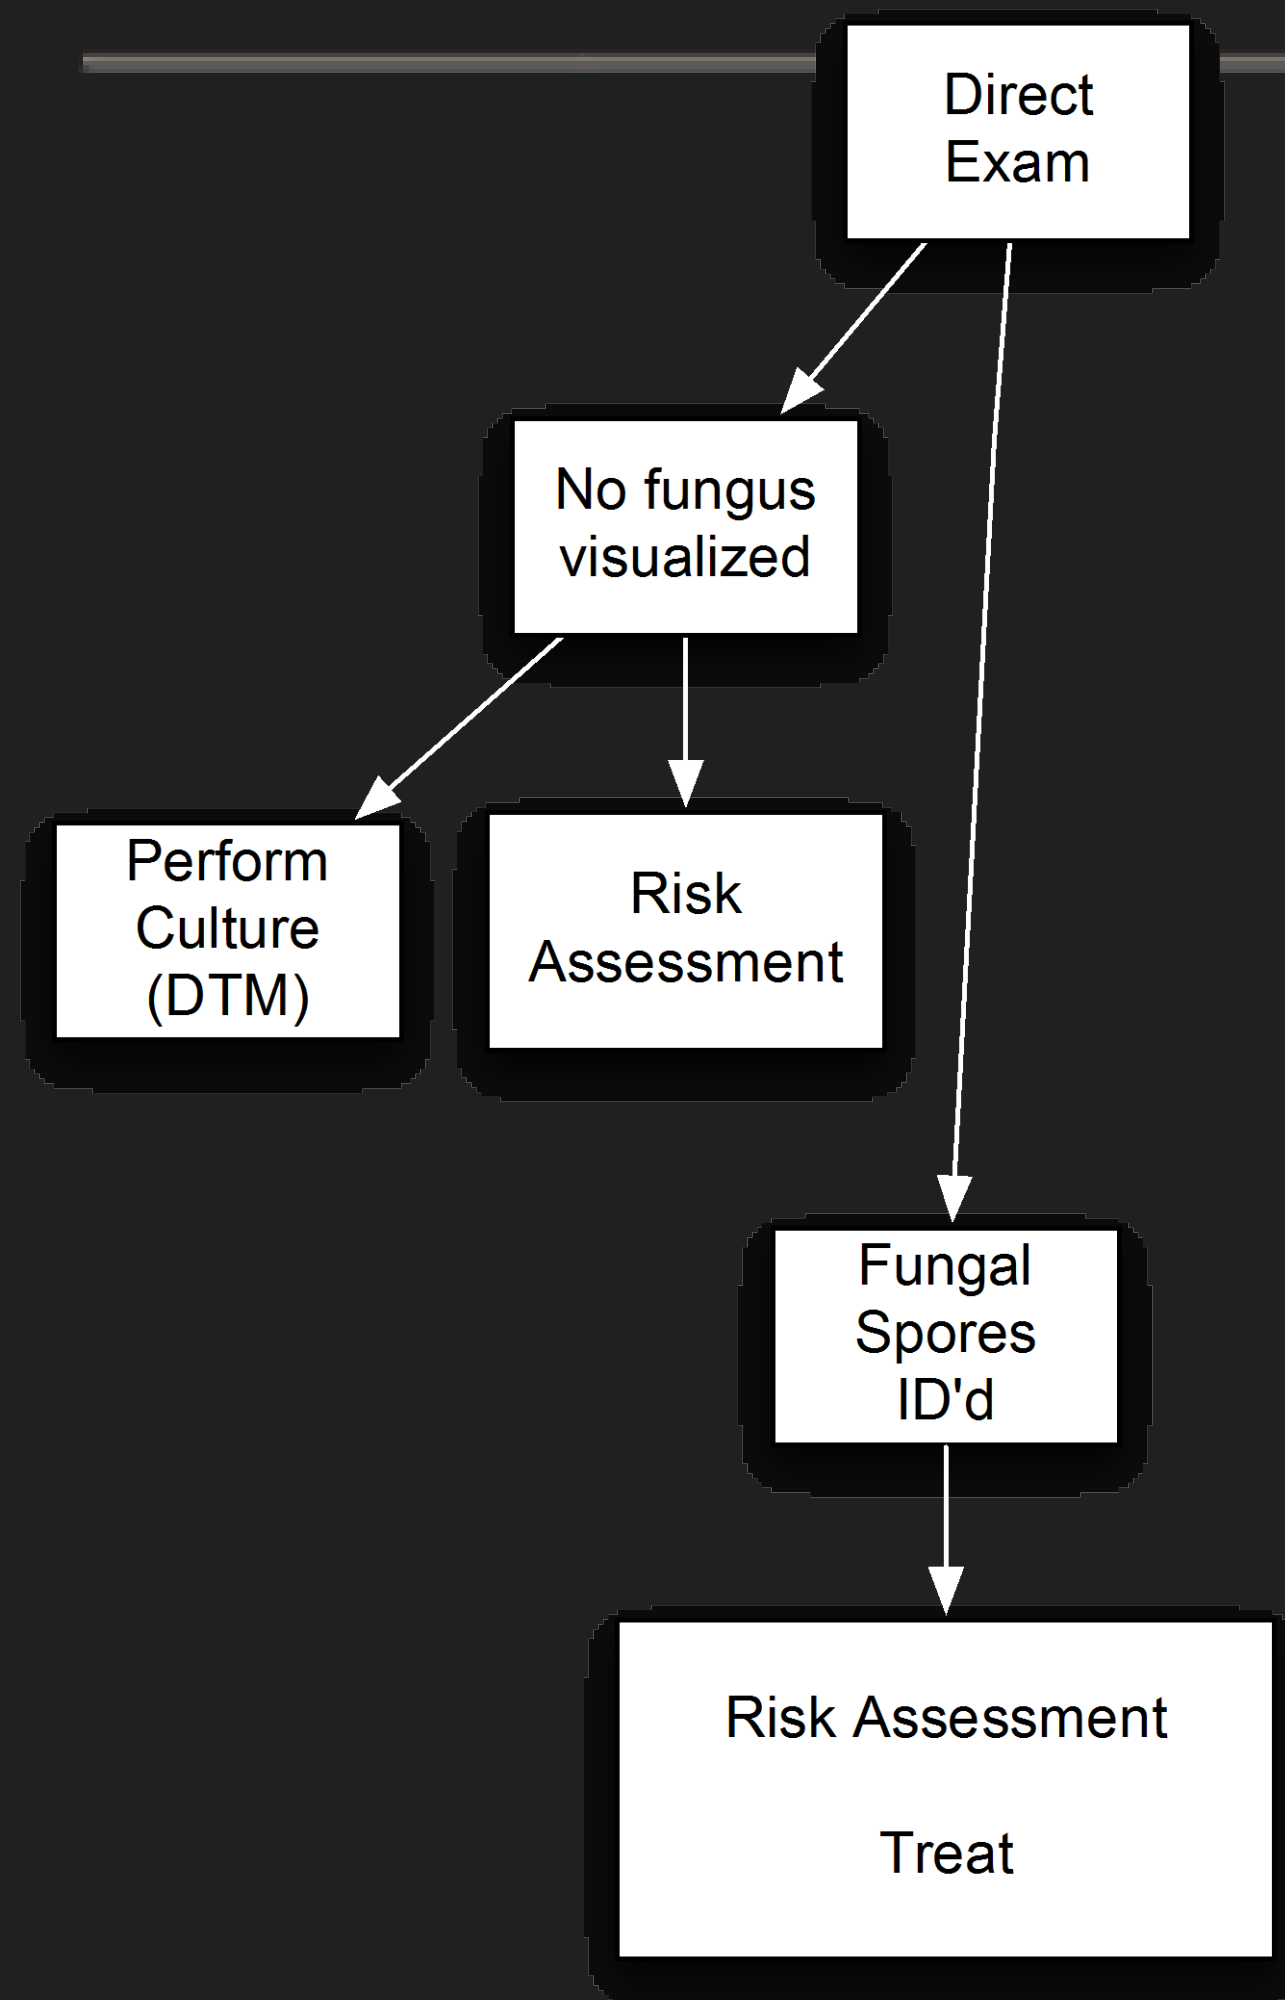 Direct
Exam
No fungus
visualized
Perform
Culture
(DTM)
Risk
Assessment
Fungal
Spores
ID'd
Risk Assessment
Treat